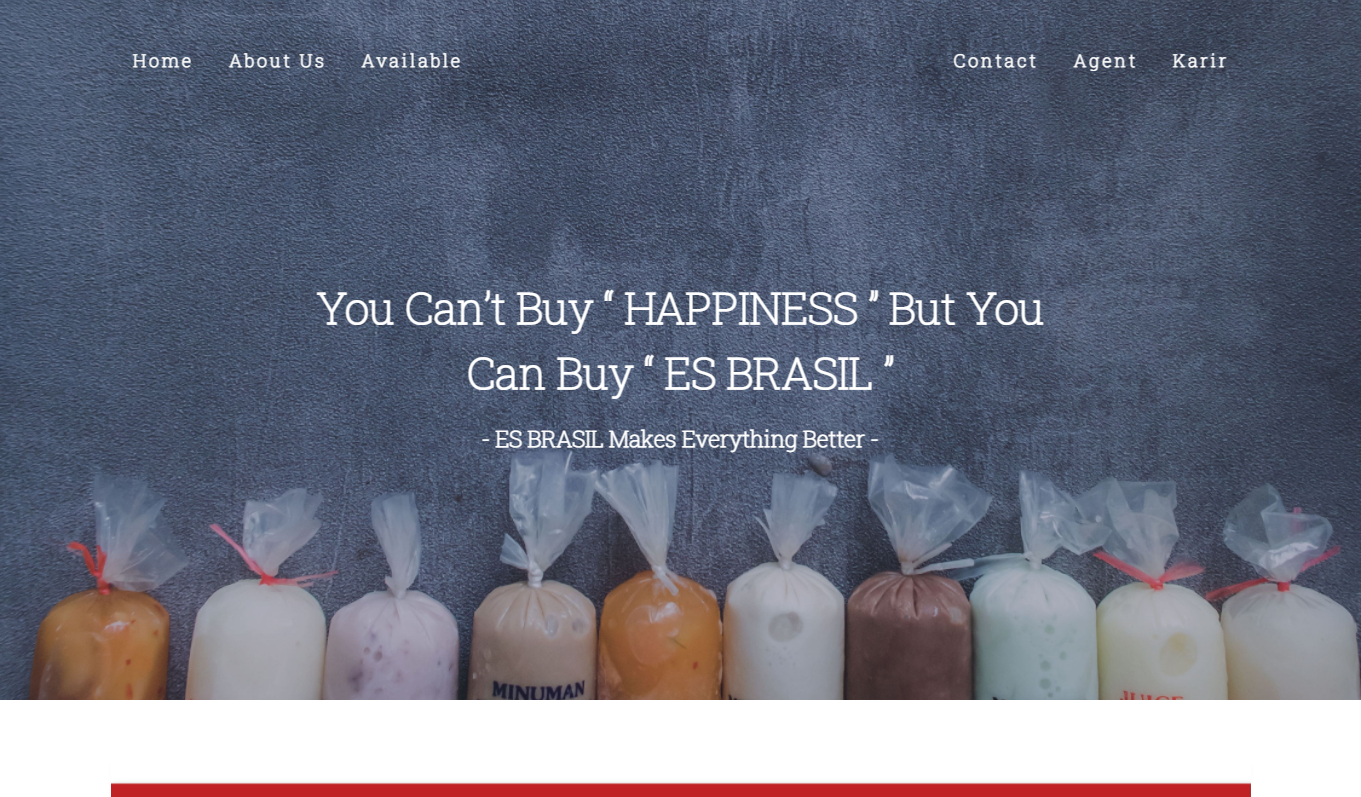 Home About Us Available Contact Agent Karir
You Can’t Buy “ HAPPINESS ” But You
Can Buy “ ES BRASIL ”
- ES BRASIL Makes Everything Better -
MINUMAN
JUICE